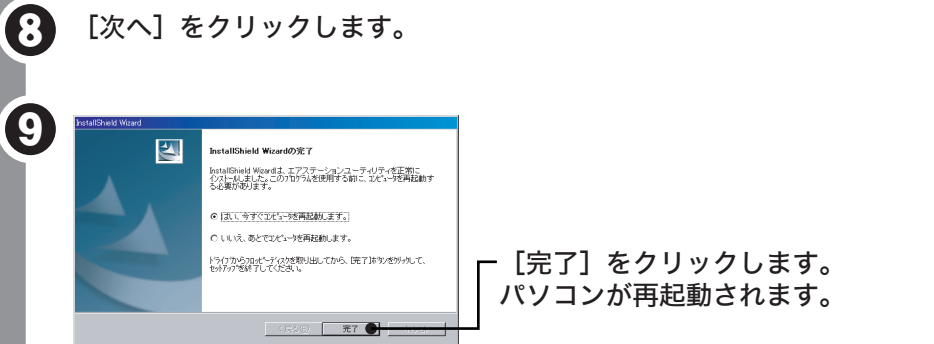 8 ［次へ］をクリックします。
9
InstallShield Wizard
InstallShield Wizardの完了
InstallShield Wizardは、エアステーションユーティリティを正常に
インストールしました。このプログラムを使用する前に、コンピュータを再起動す
る必要があります。
はい、今すぐコンピュータを再起動します。
いいえ、あとでコンピュータを再起動します。
ドライブからフロッピーディスクを取り出してから、［完了］ボタンをクリックして、
セットアップを終了してください。
< 戻る(B)
完了
［完了］をクリックします。
パソコンが再起動されます。